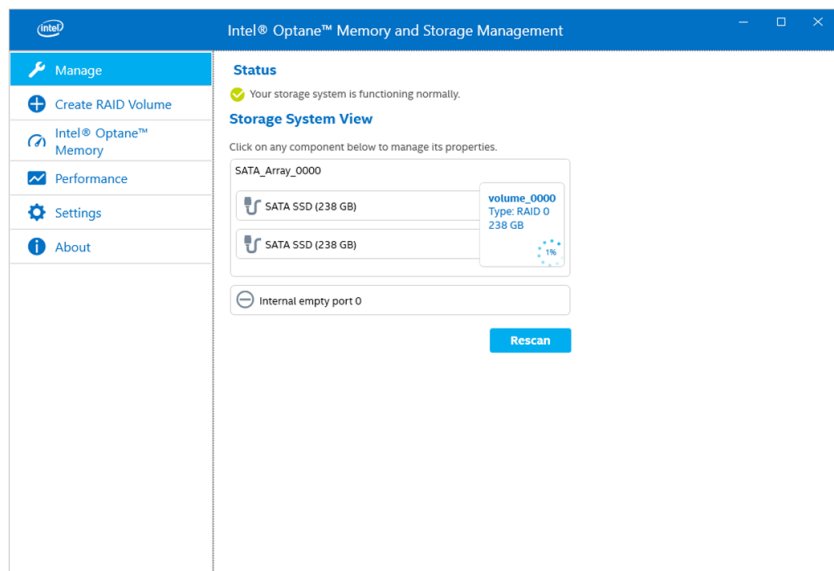 intel
Intel® Optane™ Memory and Storage Management
Manage
Create RAID Volume
Intel® Optane™
Memory
Performance
Settings
About
Status
Your storage system is functioning normally.
Storage System View
Click on any component below to manage its properties.
SATA_Array_0000
SATA SSD (238 GB)
SATA SSD (238 GB)
volume_0000
Type: RAID 0
238 GB
1%
Internal empty port 0
Rescan